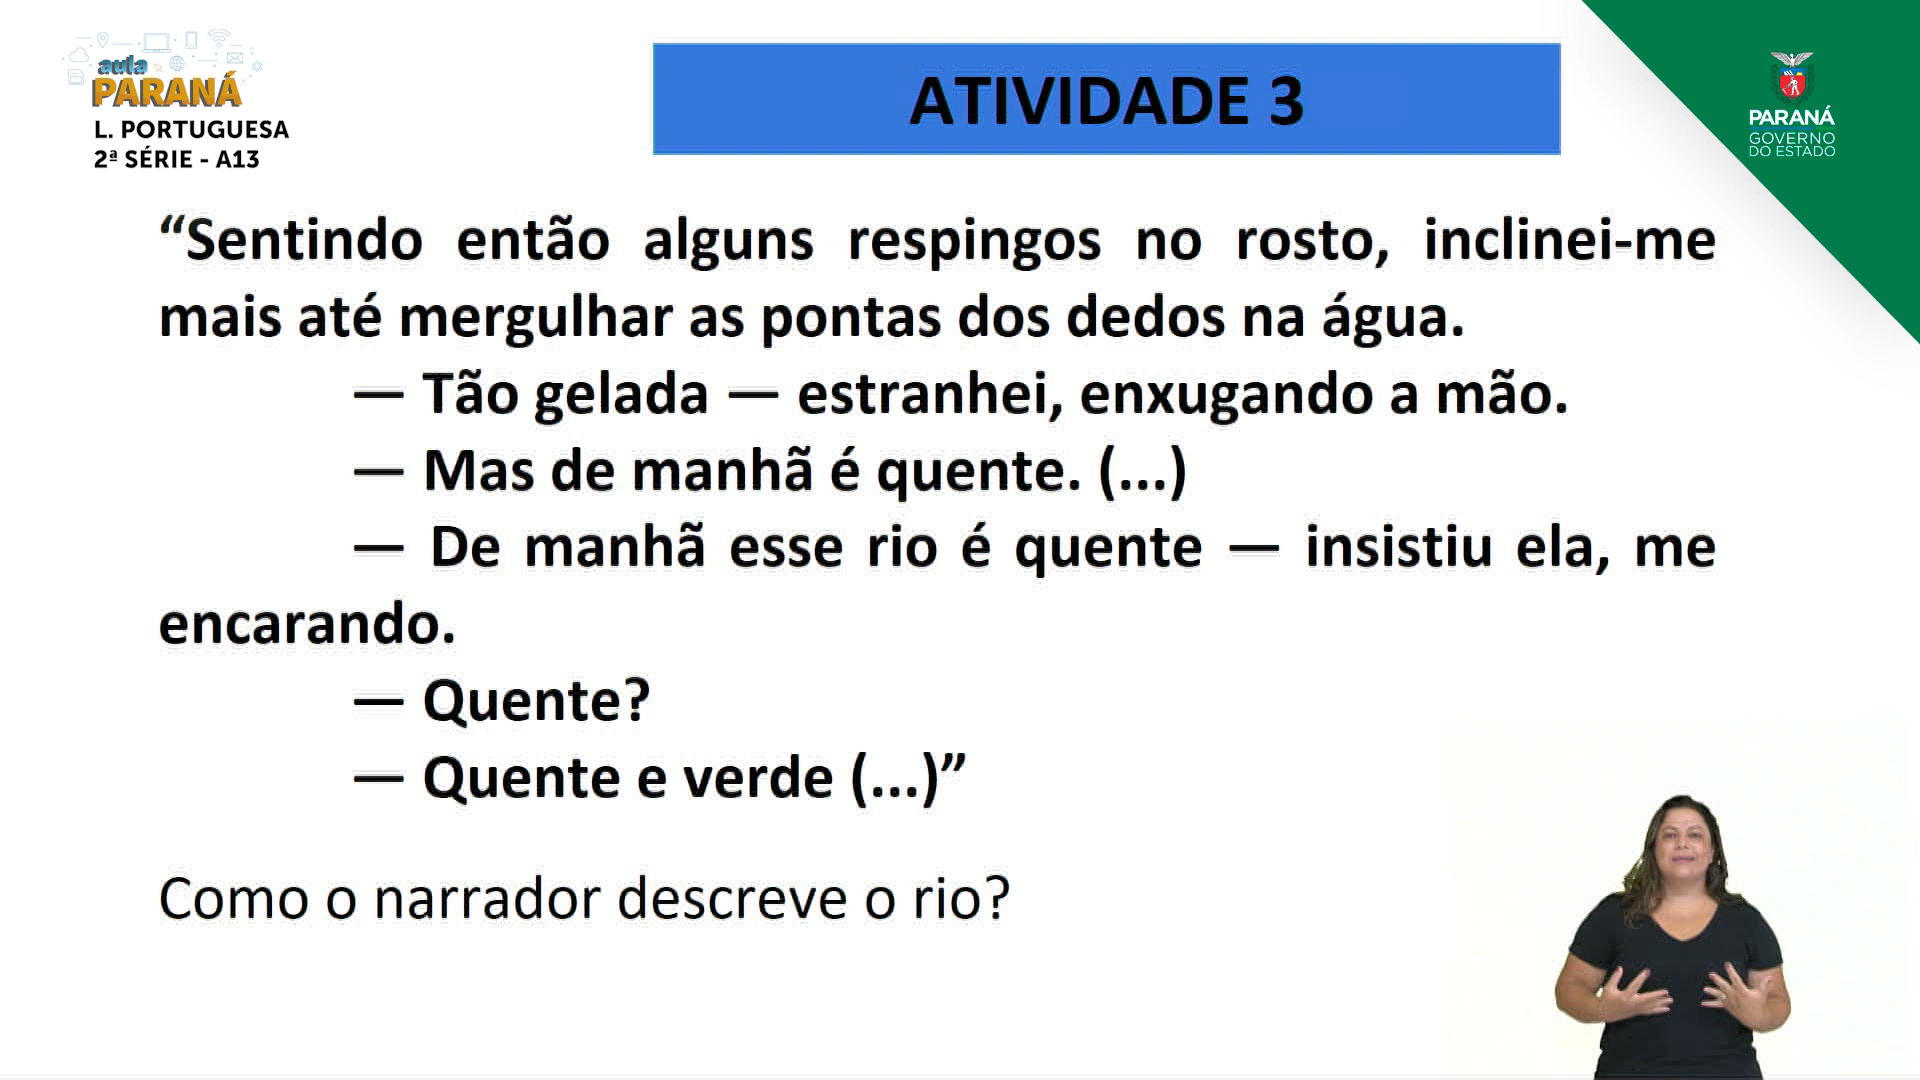 aula
PARANÁ
L. PORTUGUESA
2ª SÉRIE - A13
ATIVIDADE 3
PARANÁ
GOVERNO
DO ESTADO
“Sentindo então alguns respingos no rosto, inclinei-me
mais até mergulhar as pontas dos dedos na água.
— Tão gelada — estranhei, enxugando a mão.
— Mas de manhã é quente. (...)
— De manhã esse rio é quente — insistiu ela, me
encarando.
— Quente?
— Quente e verde (...)”
Como o narrador descreve o rio?